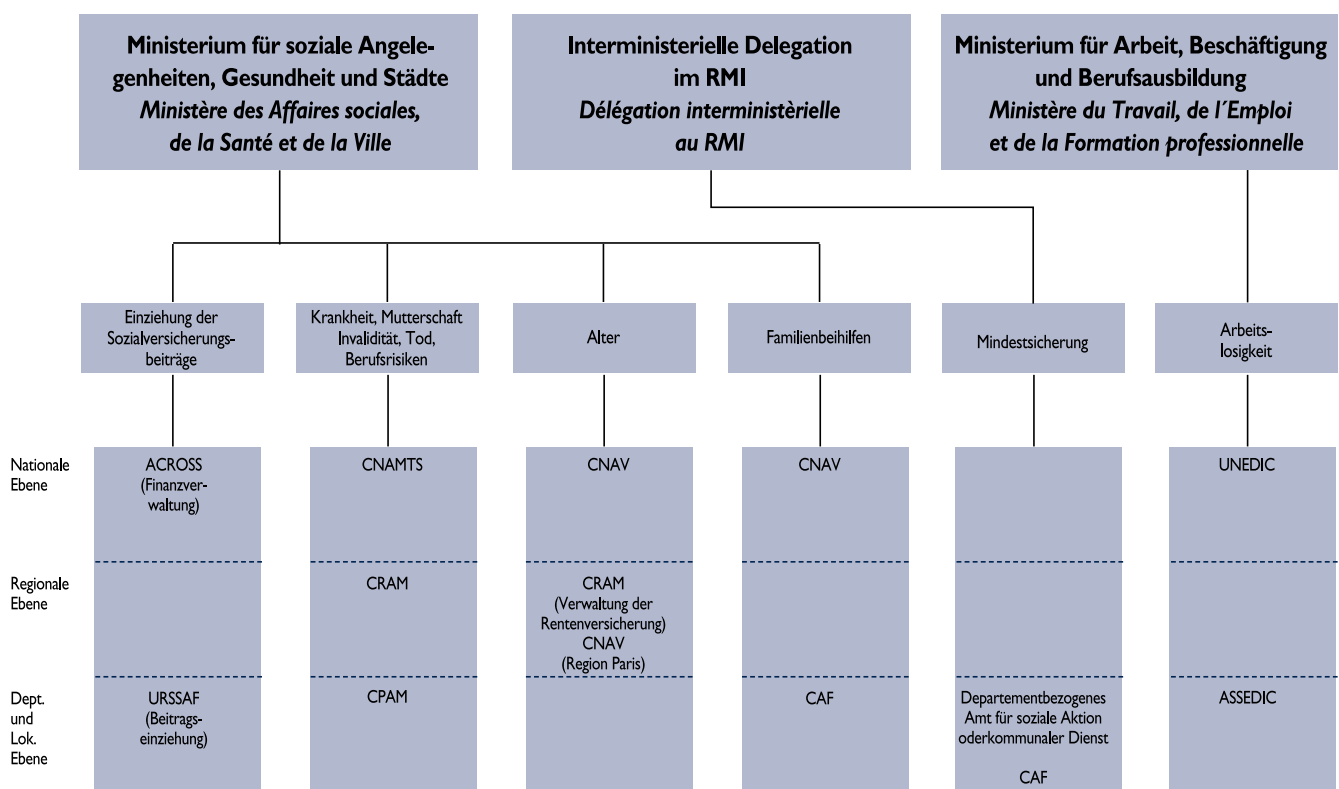 Ministerium für soziale Angele-
genheiten, Gesundheit und Städte
Ministère des Affaires sociales,
de la Santé et de la Ville
Interministerielle Delegation
im RMI
Délégation interministèrielle
au RMI
Ministerium für Arbeit, Beschäftigung
und Berufsausbildung
Ministère du Travail, de l´Emploi
et de la Formation professionnelle
Einziehung der
Sozialversicherungs-
beiträge
Krankheit, Mutterschaft
Invalidität, Tod,
Berufsrisiken
Alter
Familienbeihilfen
Mindestsicherung
Arbeits-
losigkeit
Nationale
Ebene
ACROSS
(Finanzver-
waltung)
CNAMTS
CNAV
CNAV
UNEDIC
Regionale
Ebene
CRAM
CRAM
(Verwaltung der
Rentenversicherung)
CNAV
(Region Paris)
Dept.
und
Lok.
Ebene
URSSAF
(Beitrags-
einziehung)
CPAM
CAF
Departementbezogenes
Amt für soziale Aktion
oderkommunaler Dienst
CAF
ASSEDIC